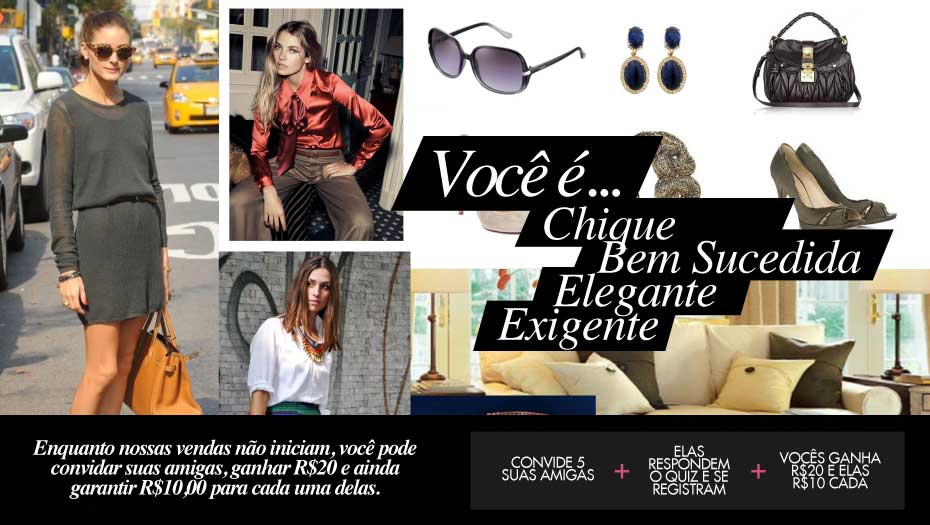 Você é...
Chique
Bem Sucedida
Elegante
Exigente
Enquanto nossas vendas não iniciam, você pode
convidar suas amigas, ganhar R$20 e ainda
garantir R$10,00 para cada uma delas.
CONVIDE 5
SUAS AMIGAS
+
ELAS
RESPONDEM
O QUIZ E SE
REGISTRAM
+
VOCÊS GANHA
R$20 E ELAS
R$10 CADA